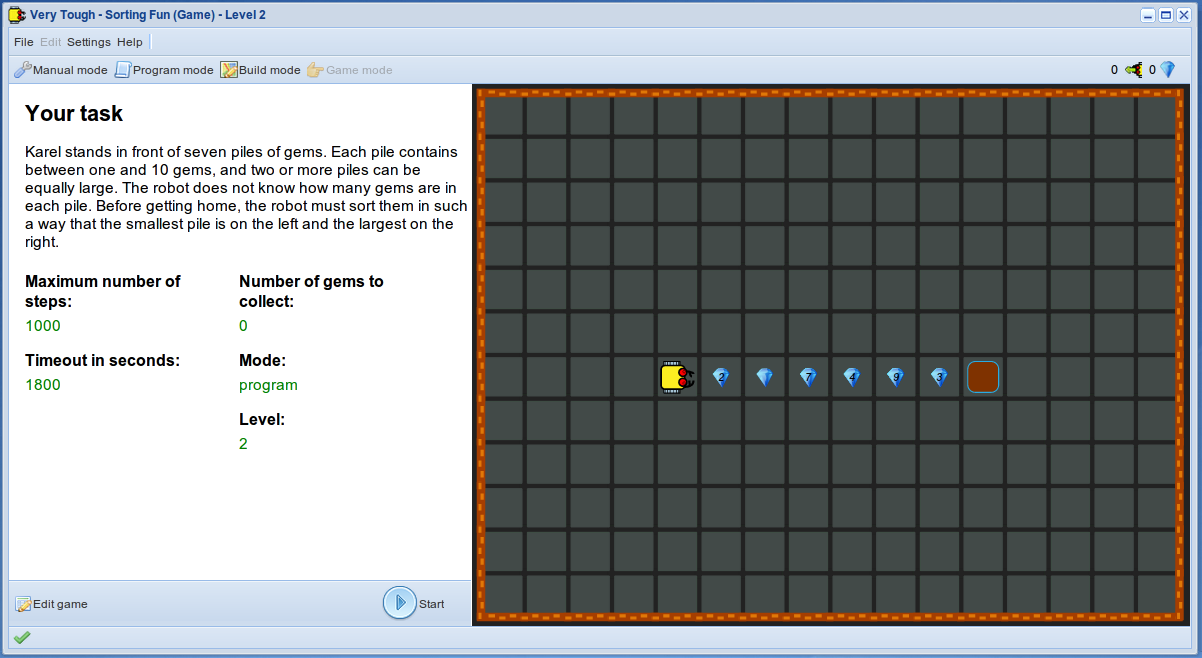 Very Tough - Sorting Fun (Game) - Level 2
File Edit Settings Help
Manual mode Program mode Build mode Game mode 0 0
Your task
Karel stands in front of seven piles of gems. Each pile contains
between one and 10 gems, and two or more piles can be
equally large. The robot does not know how many gems are in
each pile. Before getting home, the robot must sort them in such
a way that the smallest pile is on the left and the largest on the
right.
Maximum number of
steps:
1000
Number of gems to
collect:
0
Timeout in seconds:
1800
Mode:
program
Level:
2
2 7 4 9 3
Edit game Start